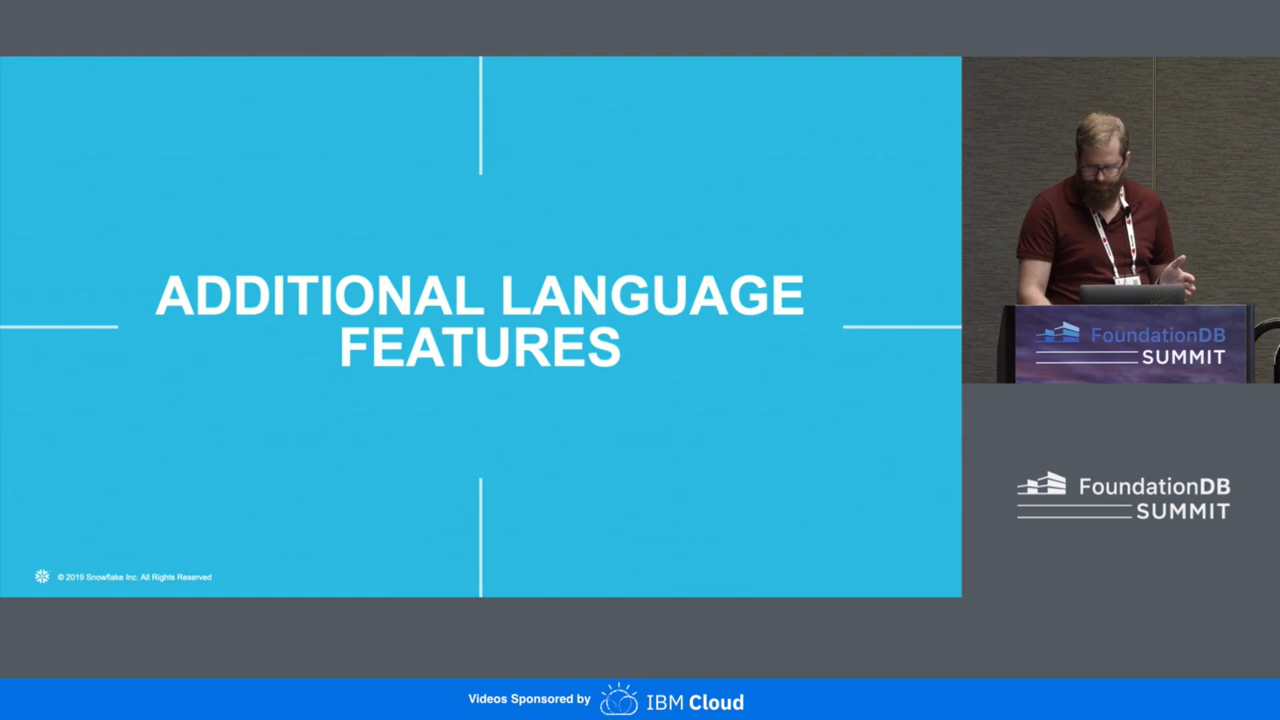 ADDITIONAL LANGUAGE
FEATURES
© 2019 Snowflake Inc. All Rights Reserved
FoundationDB
SUMMIT
FoundationDB
SUMMIT
Videos Sponsored by IBM Cloud